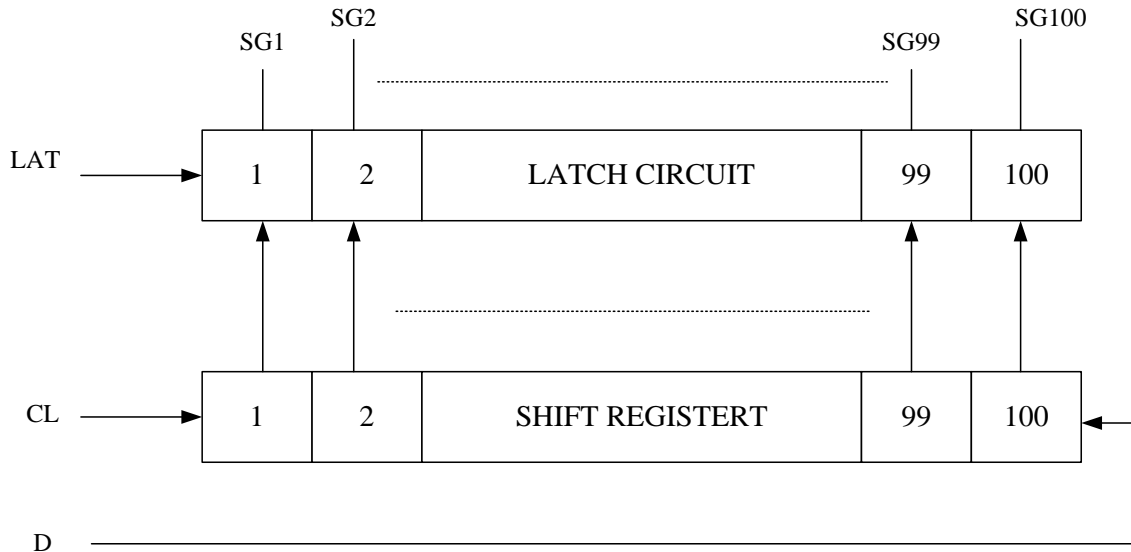 SG1
SG2
SG99
SG100
LAT
1 2 LATCH CIRCUIT 99 100
CL
1 2 SHIFT REGISTERT 99 100
D